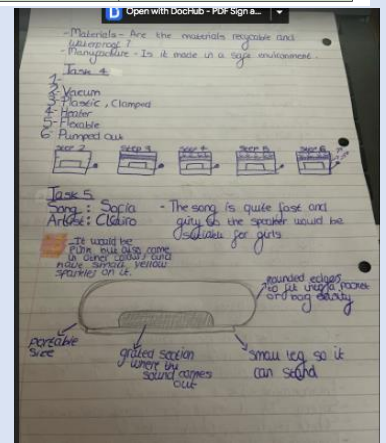 Open with DocHub - PDF Sign a...
- Materials - Are the materials recycable and
waterproof?
- Manufacture - Is it made in a safe environment.
Task 4
1-
2- Vacum
3- Plastic, Clamped
4- Heater
5- Flexable
6- Pumped out
Step 2 Step 3 Step 4 Step 5 Step 6
Task 5
Song: Sofia - The song is quite fast and
Artist: Clairo girly so the speaker would be
suitable for girls
- It would be
Pink but also come
in other colours and
have small yellow
sparkles on it.
rounded edges
to fit into a pocket
or bag easily
portable
size
grated section
where the
sound comes
out
small leg so it
can stand